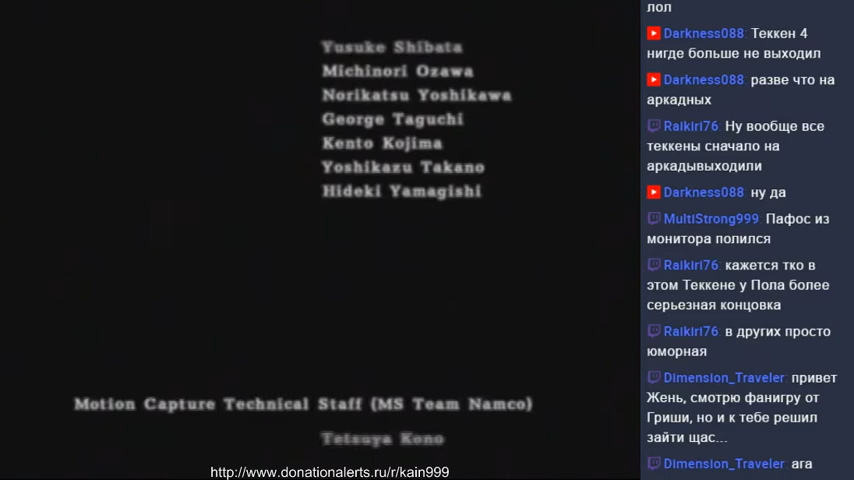 Yusuke Shibata
Michinori Ozawa
Norikatsu Yoshikawa
George Taguchi
Kento Kojima
Yoshikazu Takano
Hideki Yamagishi
Motion Capture Technical Staff (MS Team Namco)
Tetsuya Kono
http://www.donationalerts.ru/r/kain999
лол
Darkness088: Теккен 4
нигде больше не выходил
Darkness088: разве что на
аркадных
Raikiri76: Ну вообще все
теккены сначало на
аркадывыходили
Darkness088: ну да
MultiStrong999: Пафос из
монитора полился
Raikiri76: кажется тко в
этом Теккене у Пола более
серьезная концовка
Raikiri76: в других просто
юморная
Dimension_Traveler: привет
Жень, смотрю фанигру от
Гриши, но и к тебе решил
зайти щас...
Dimension_Traveler: ага